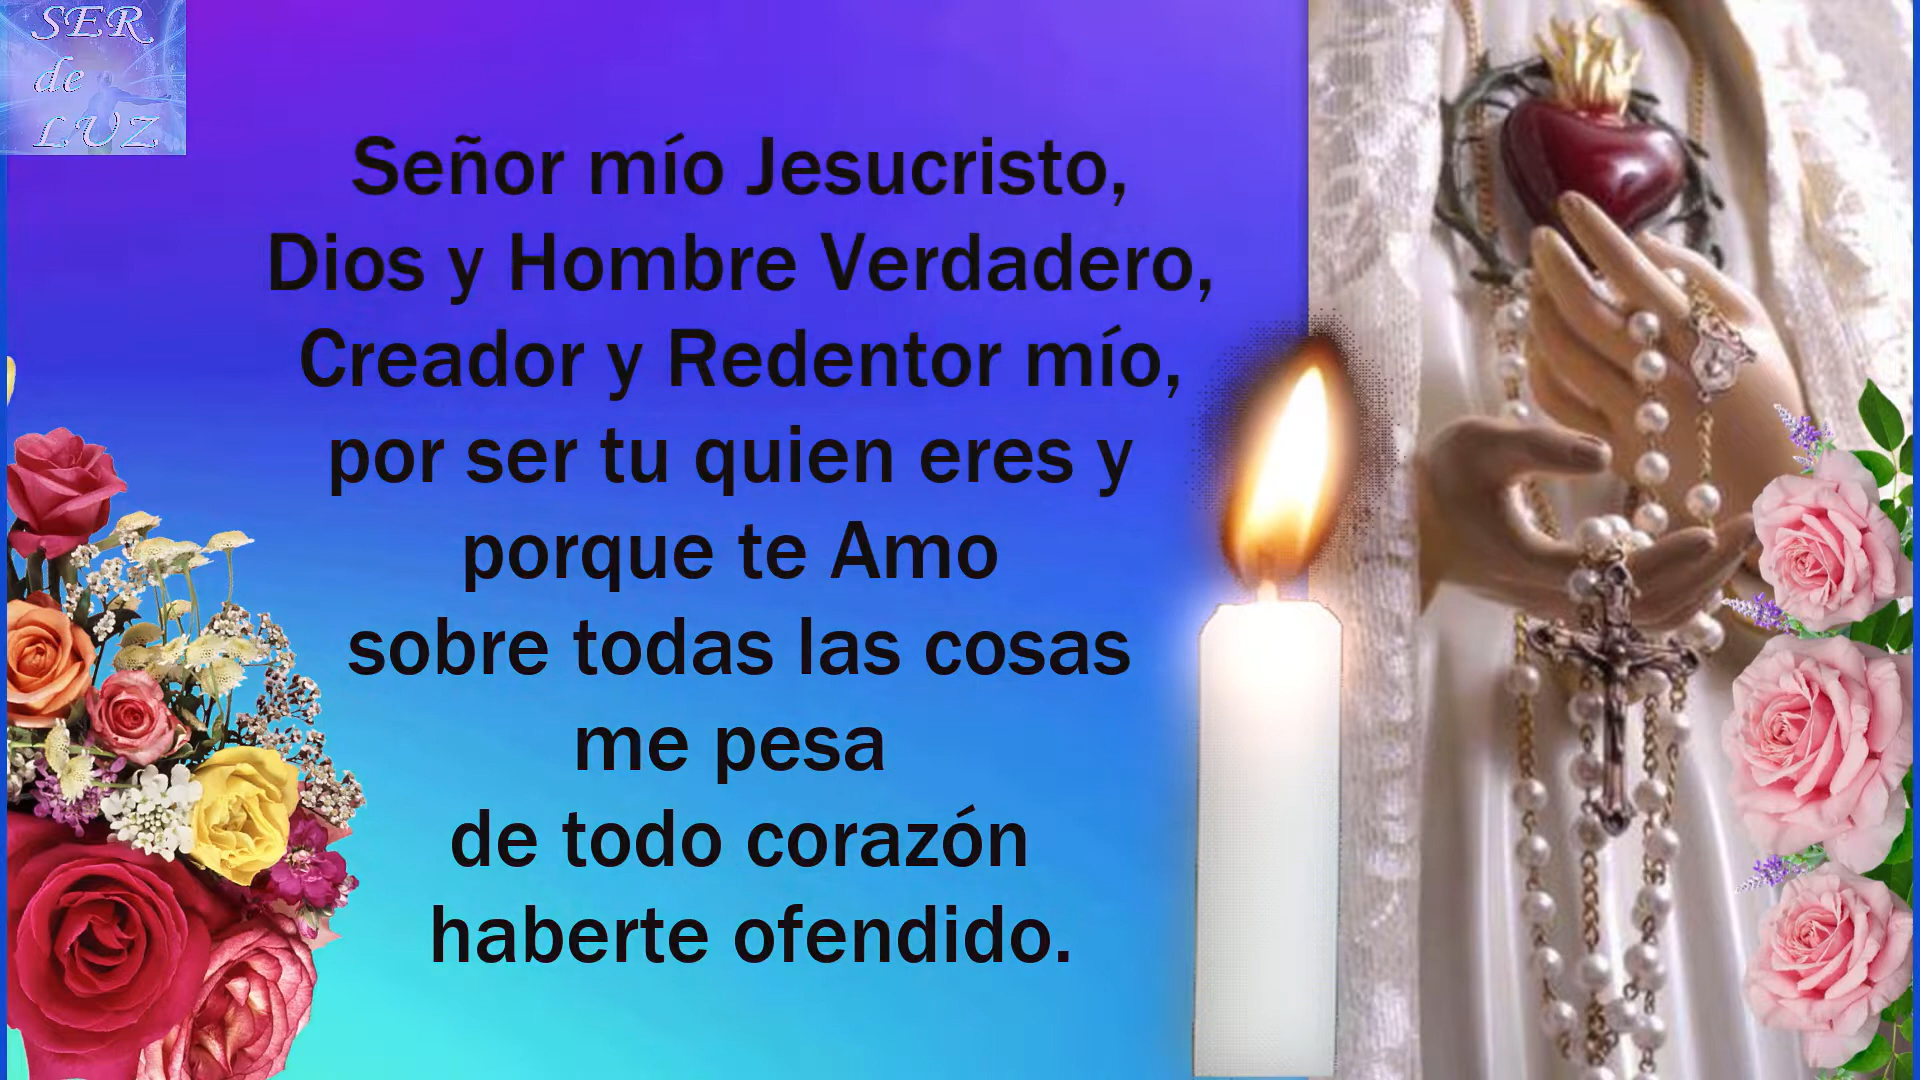 SER
de
LUZ
Señor mío Jesucristo,
Dios y Hombre Verdadero,
Creador y Redentor mío,
por ser tu quien eres y
porque te Amo
sobre todas las cosas
me pesa
de todo corazón
haberte ofendido.